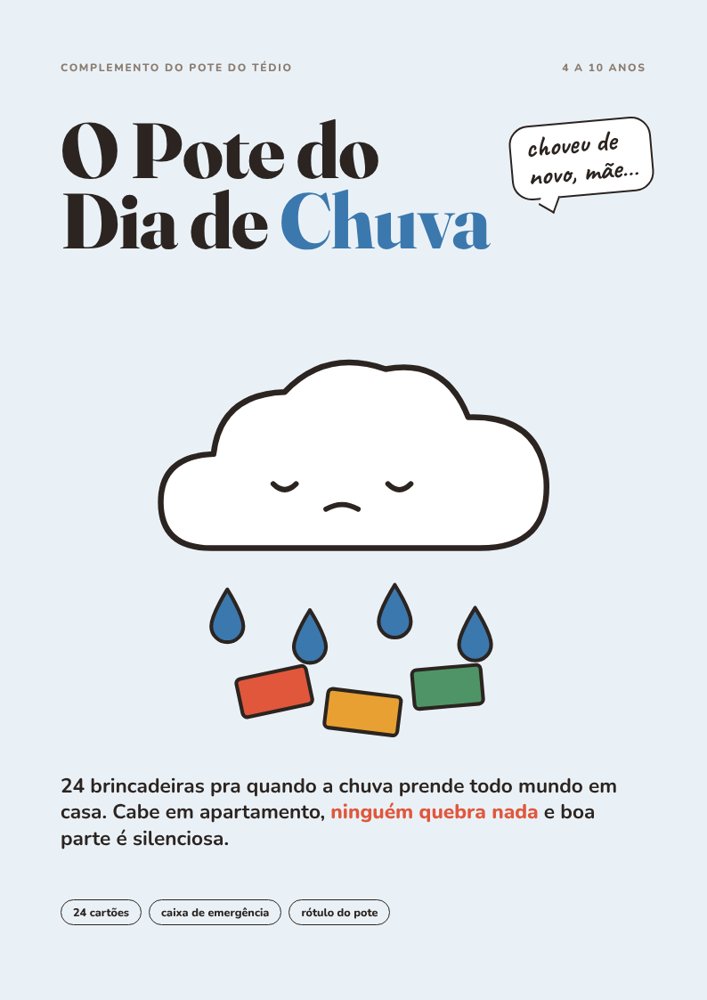 COMPLEMENTO DO POTE DO TÉDIO
4 A 10 ANOS
O Pote do
Dia de Chuva
choveu de
novo, mãe...
24 brincadeiras pra quando a chuva prende todo mundo em
casa. Cabe em apartamento, ninguém quebra nada e boa
parte é silenciosa.
24 cartões
caixa de emergência
rótulo do pote